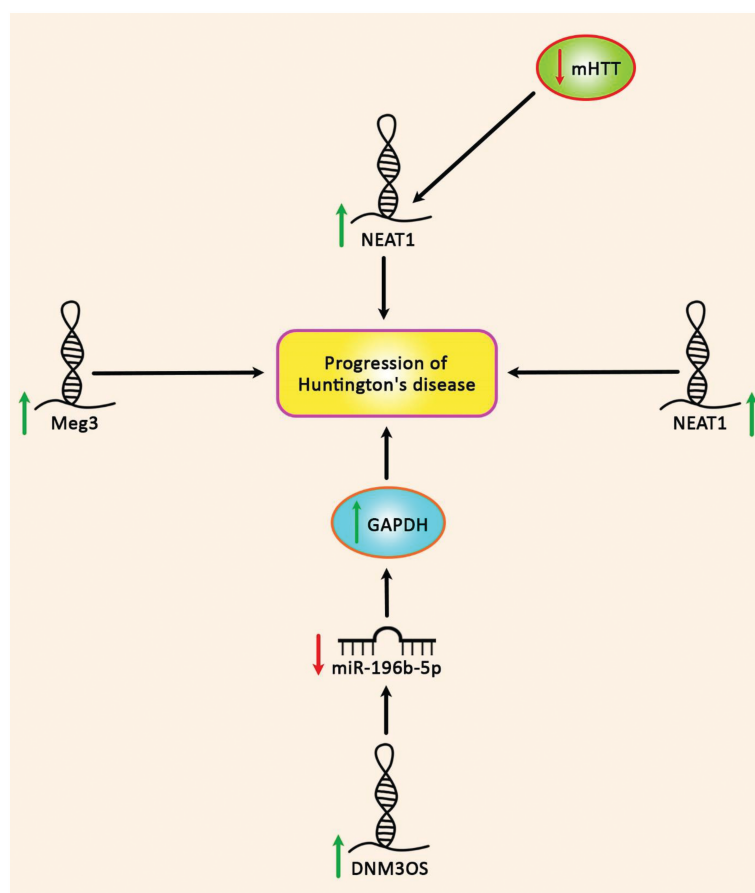 mHTT
NEAT1
Progression of
Huntington's disease
Meg3
NEAT1
GAPDH
miR-196b-5p
DNM3OS